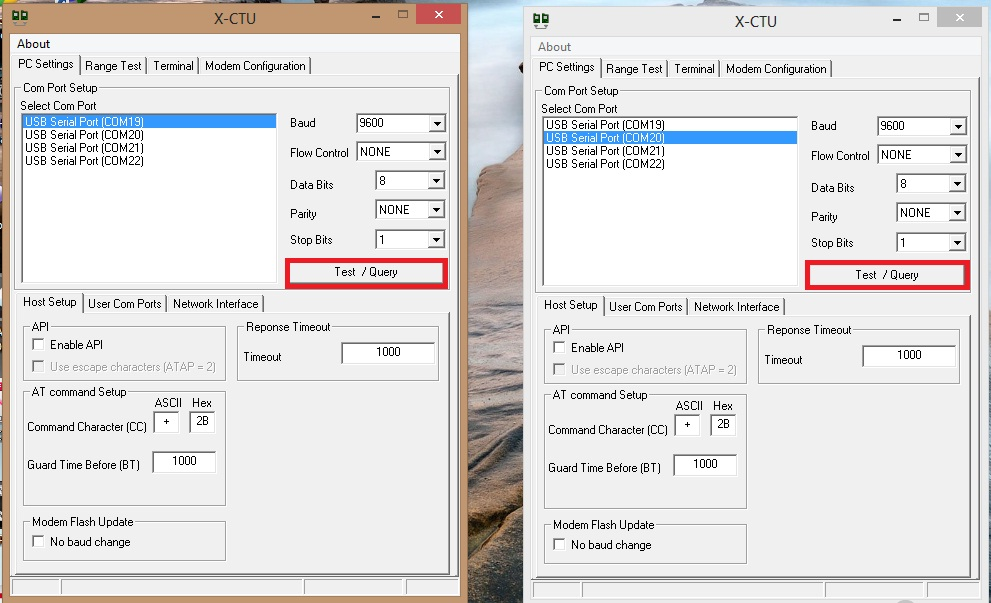 X-CTU
About
PC Settings Range Test Terminal Modem Configuration
Com Port Setup
Select Com Port
USB Serial Port (COM19)
USB Serial Port (COM20)
USB Serial Port (COM21)
USB Serial Port (COM22)
Baud 9600
Flow Control NONE
Data Bits 8
Parity NONE
Stop Bits 1
Test / Query
Host Setup User Com Ports Network Interface
API
Enable API
Use escape characters (ATAP = 2)
Reponse Timeout
Timeout 1000
AT command Setup
ASCII Hex
Command Character (CC) + 2B
Guard Time Before (BT) 1000
Modem Flash Update
No baud change
X-CTU
About
PC Settings Range Test Terminal Modem Configuration
Com Port Setup
Select Com Port
USB Serial Port (COM19)
USB Serial Port (COM20)
USB Serial Port (COM21)
USB Serial Port (COM22)
Baud 9600
Flow Control NONE
Data Bits 8
Parity NONE
Stop Bits 1
Test / Query
Host Setup User Com Ports Network Interface
API
Enable API
Use escape characters (ATAP = 2)
Reponse Timeout
Timeout 1000
AT command Setup
ASCII Hex
Command Character (CC) + 2B
Guard Time Before (BT) 1000
Modem Flash Update
No baud change